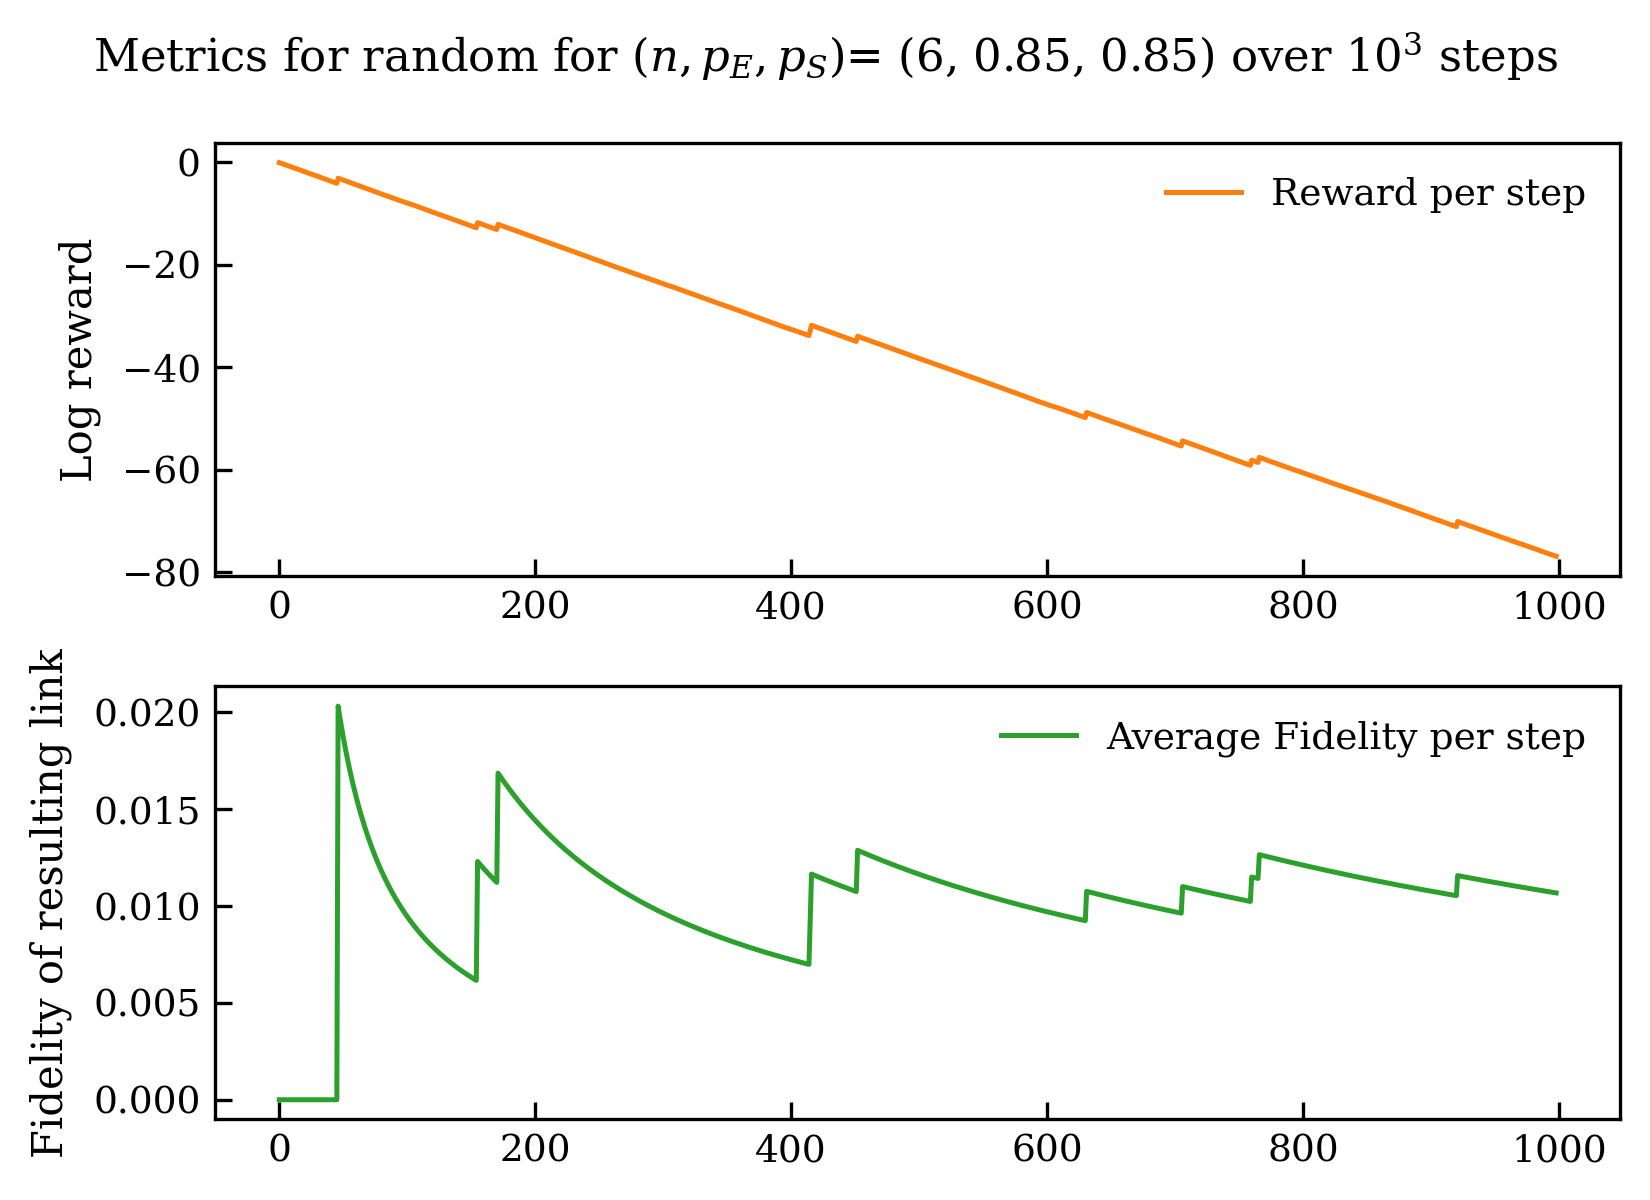 Metrics for random for (n, p_E, p_S)= (6, 0.85, 0.85) over 10³ steps
Log reward
0
−20
−40
−60
−80
Reward per step
0 200 400 600 800 1000
Fidelity of resulting link
0.020
0.015
0.010
0.005
0.000
Average Fidelity per step
0 200 400 600 800 1000